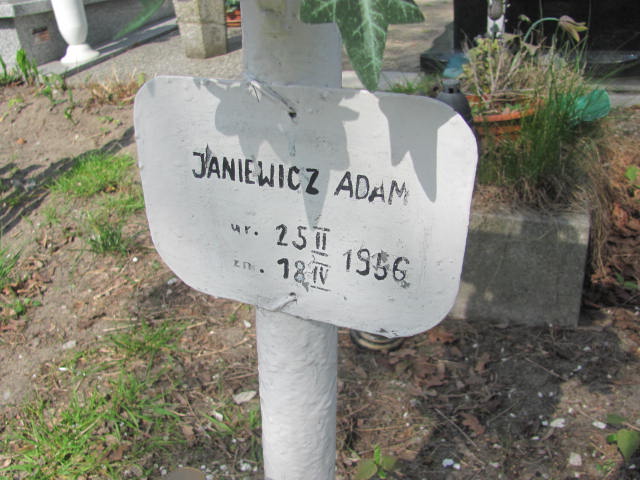 JANIEWICZ ADAM
ur. 25 II 1956
zm. 18 IV